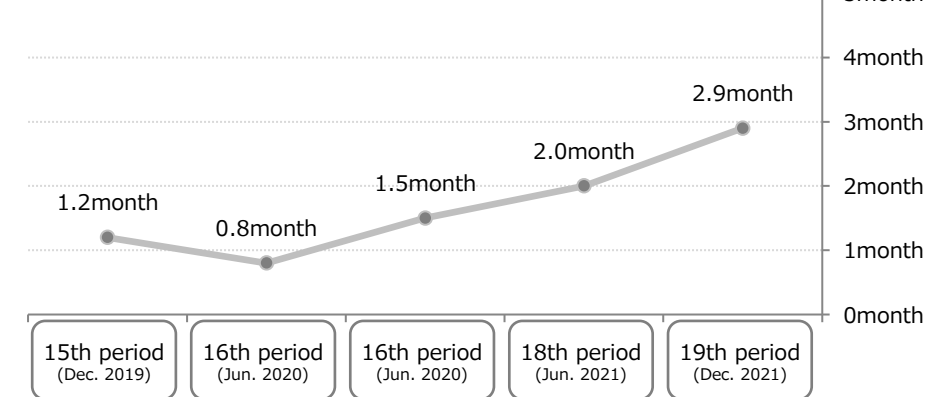 4month
2.9month
3month
2.0month
1.5month
2month
1.2month
0.8month
1month
0month
15th period
(Dec. 2019)
16th period
(Jun. 2020)
16th period
(Jun. 2020)
18th period
(Jun. 2021)
19th period
(Dec. 2021)